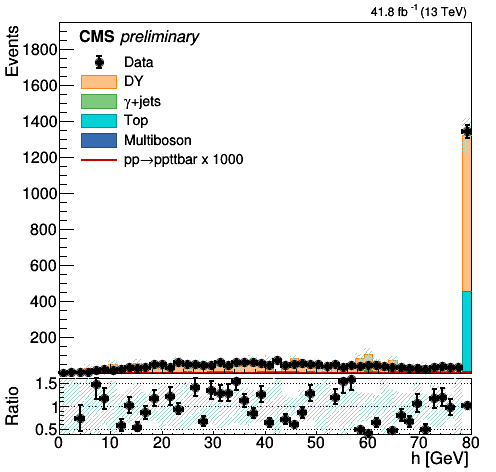 41.8 fb⁻¹ (13 TeV)
Events
CMS preliminary
Data
DY
γ+jets
Top
Multiboson
pp→ppttbar x 1000
1800
1600
1400
1200
1000
800
600
400
200
Ratio
1.5
1
0.5
0 10 20 30 40 50 60 70 80
h [GeV]